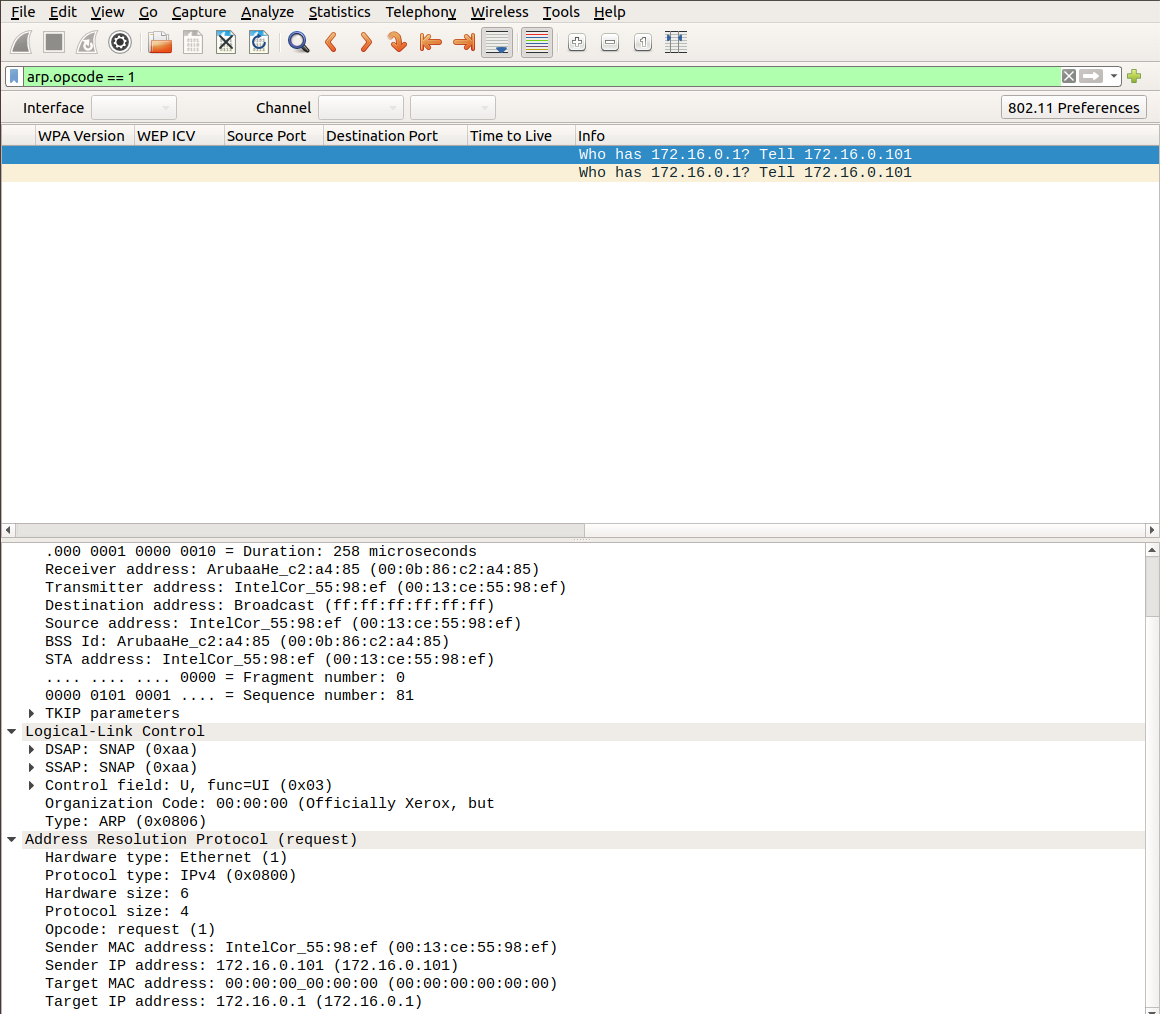 File Edit View Go Capture Analyze Statistics Telephony Wireless Tools Help
arp.opcode == 1
Interface Channel 802.11 Preferences
WPA Version WEP ICV Source Port Destination Port Time to Live Info
Who has 172.16.0.1? Tell 172.16.0.101
Who has 172.16.0.1? Tell 172.16.0.101
.000 0001 0000 0010 = Duration: 258 microseconds
Receiver address: ArubaaHe_c2:a4:85 (00:0b:86:c2:a4:85)
Transmitter address: IntelCor_55:98:ef (00:13:ce:55:98:ef)
Destination address: Broadcast (ff:ff:ff:ff:ff:ff)
Source address: IntelCor_55:98:ef (00:13:ce:55:98:ef)
BSS Id: ArubaaHe_c2:a4:85 (00:0b:86:c2:a4:85)
STA address: IntelCor_55:98:ef (00:13:ce:55:98:ef)
.... .... .... 0000 = Fragment number: 0
0000 0101 0001 .... = Sequence number: 81
TKIP parameters
Logical-Link Control
DSAP: SNAP (0xaa)
SSAP: SNAP (0xaa)
Control field: U, func=UI (0x03)
Organization Code: 00:00:00 (Officially Xerox, but
Type: ARP (0x0806)
Address Resolution Protocol (request)
Hardware type: Ethernet (1)
Protocol type: IPv4 (0x0800)
Hardware size: 6
Protocol size: 4
Opcode: request (1)
Sender MAC address: IntelCor_55:98:ef (00:13:ce:55:98:ef)
Sender IP address: 172.16.0.101 (172.16.0.101)
Target MAC address: 00:00:00_00:00:00 (00:00:00:00:00:00)
Target IP address: 172.16.0.1 (172.16.0.1)